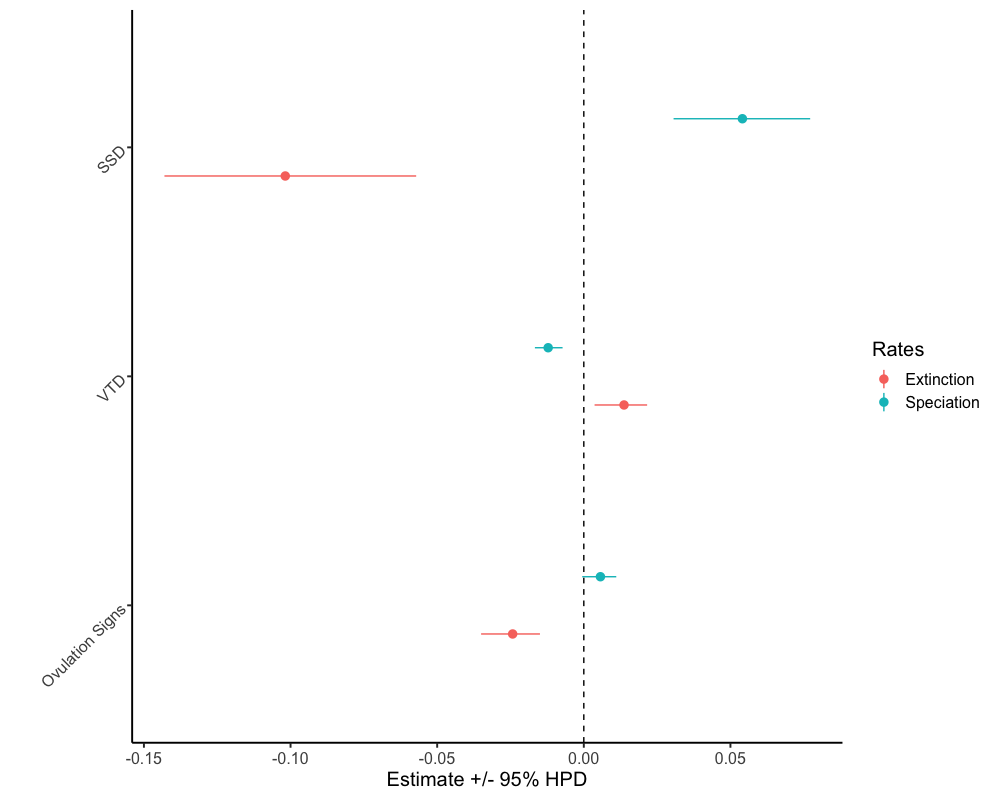 SSD
VTD
Ovulation Signs
-0.15 -0.10 -0.05 0.00 0.05
Estimate +/- 95% HPD
Rates
Extinction
Speciation